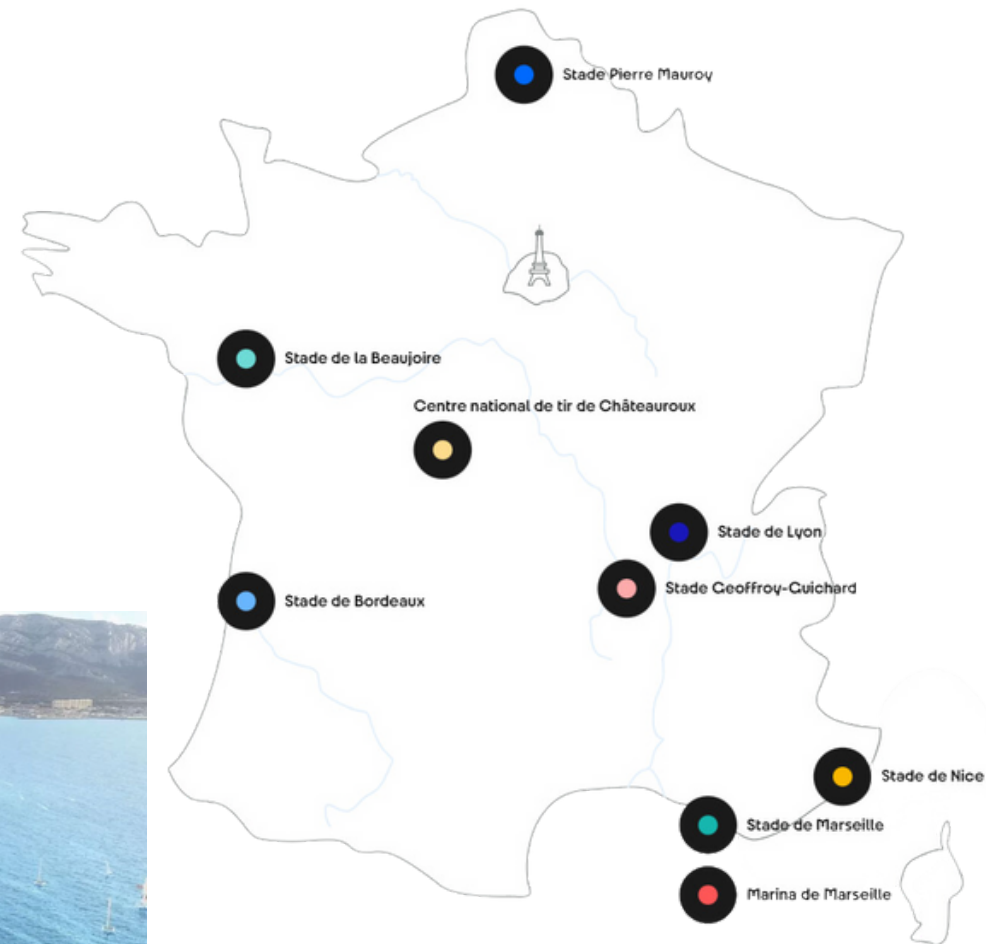 Stade Pierre Mauroy
Stade de la Beaujoire
Centre national de tir de Châteauroux
Stade de Lyon
Stade Geoffroy-Guichard
Stade de Bordeaux
Stade de Nice
Stade de Marseille
Marina de Marseille